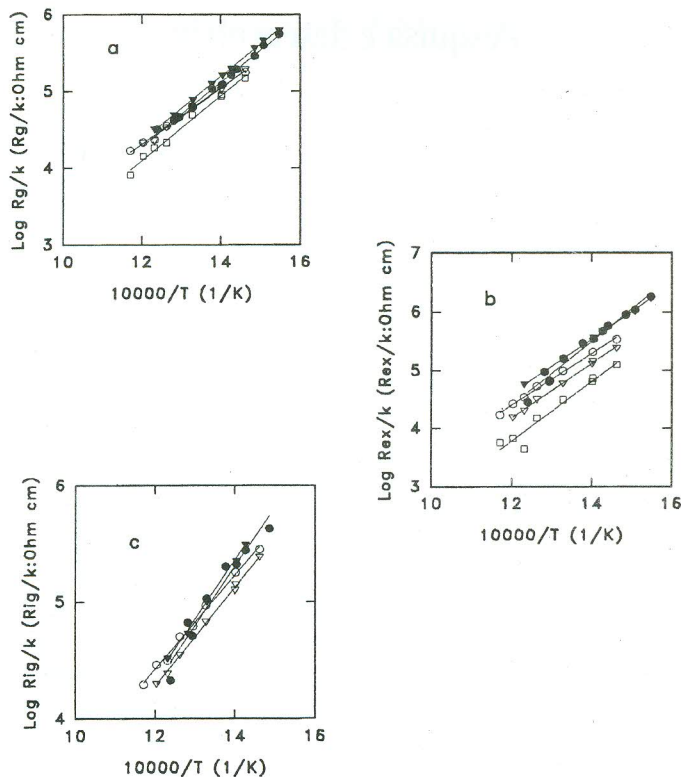 6
a
5
4
3
Log Rg/k (Rg/k:Ohm cm)
10 12 14 16
10000/T (1/K)
7
b
6
5
4
3
Log Rex/k (Rex/k:Ohm cm)
10 12 14 16
10000/T (1/K)
6
c
5
4
Log Rig/k (Rig/k:Ohm cm)
10 12 14 16
10000/T (1/K)